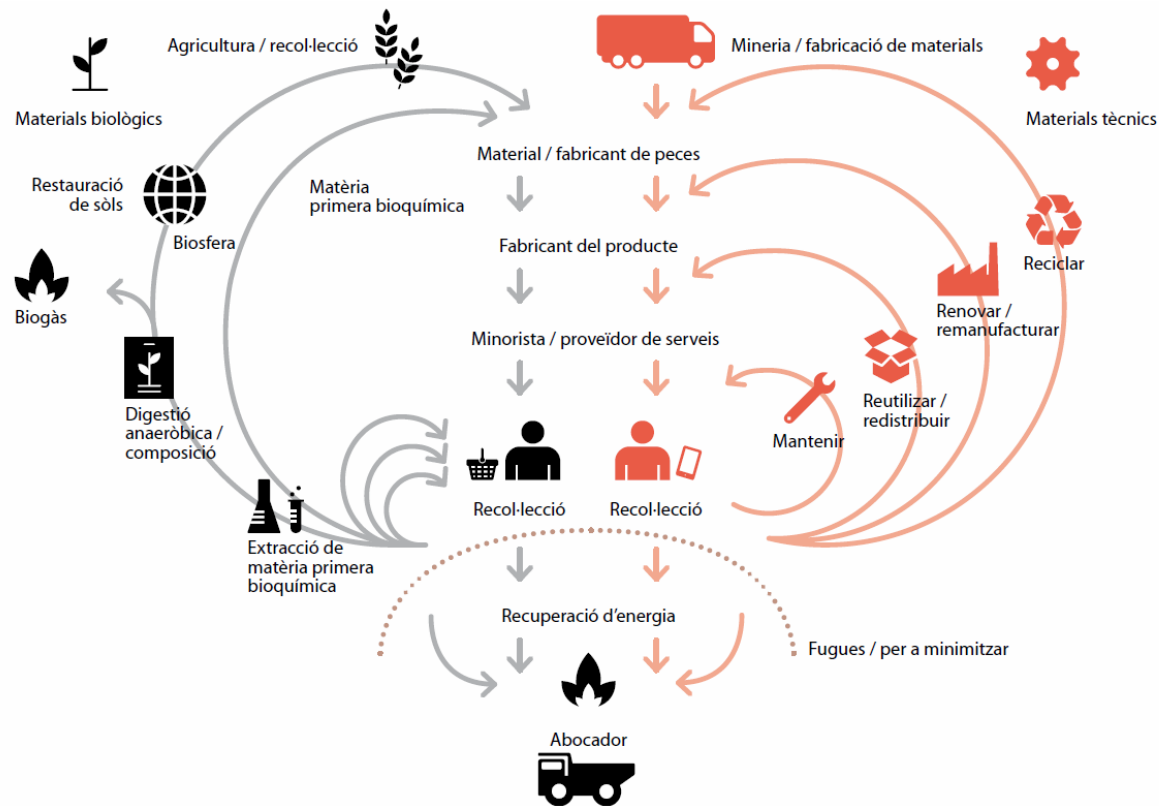 Agricultura / recol·lecció
Mineria / fabricació de materials
Materials biològics
Materials tècnics
Material / fabricant de peces
Restauració
de sòls
Matèria
primera bioquímica
Biosfera
Fabricant del producte
Reciclar
Biogàs
Renovar /
remanufacturar
Minorista / proveïdor de serveis
Digestió
anaeròbica /
composició
Reutilizar /
redistribuir
Mantenir
Recol·lecció
Recol·lecció
Extracció de
matèria primera
bioquímica
Recuperació d’energia
Fugues / per a minimitzar
Abocador